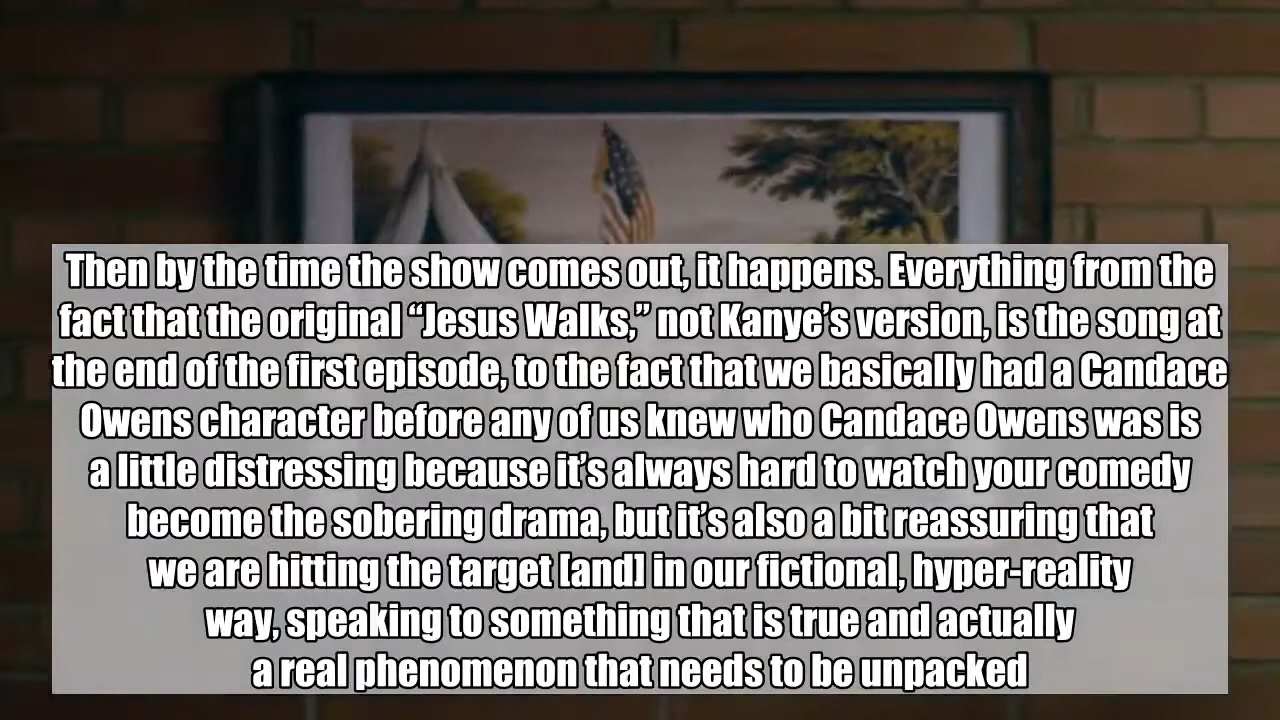 Then by the time the show comes out, it happens. Everything from the
fact that the original “Jesus Walks,” not Kanye’s version, is the song at
the end of the first episode, to the fact that we basically had a Candace
Owens character before any of us knew who Candace Owens was is
a little distressing because it’s always hard to watch your comedy
become the sobering drama, but it’s also a bit reassuring that
we are hitting the target [and] in our fictional, hyper-reality
way, speaking to something that is true and actually
a real phenomenon that needs to be unpacked